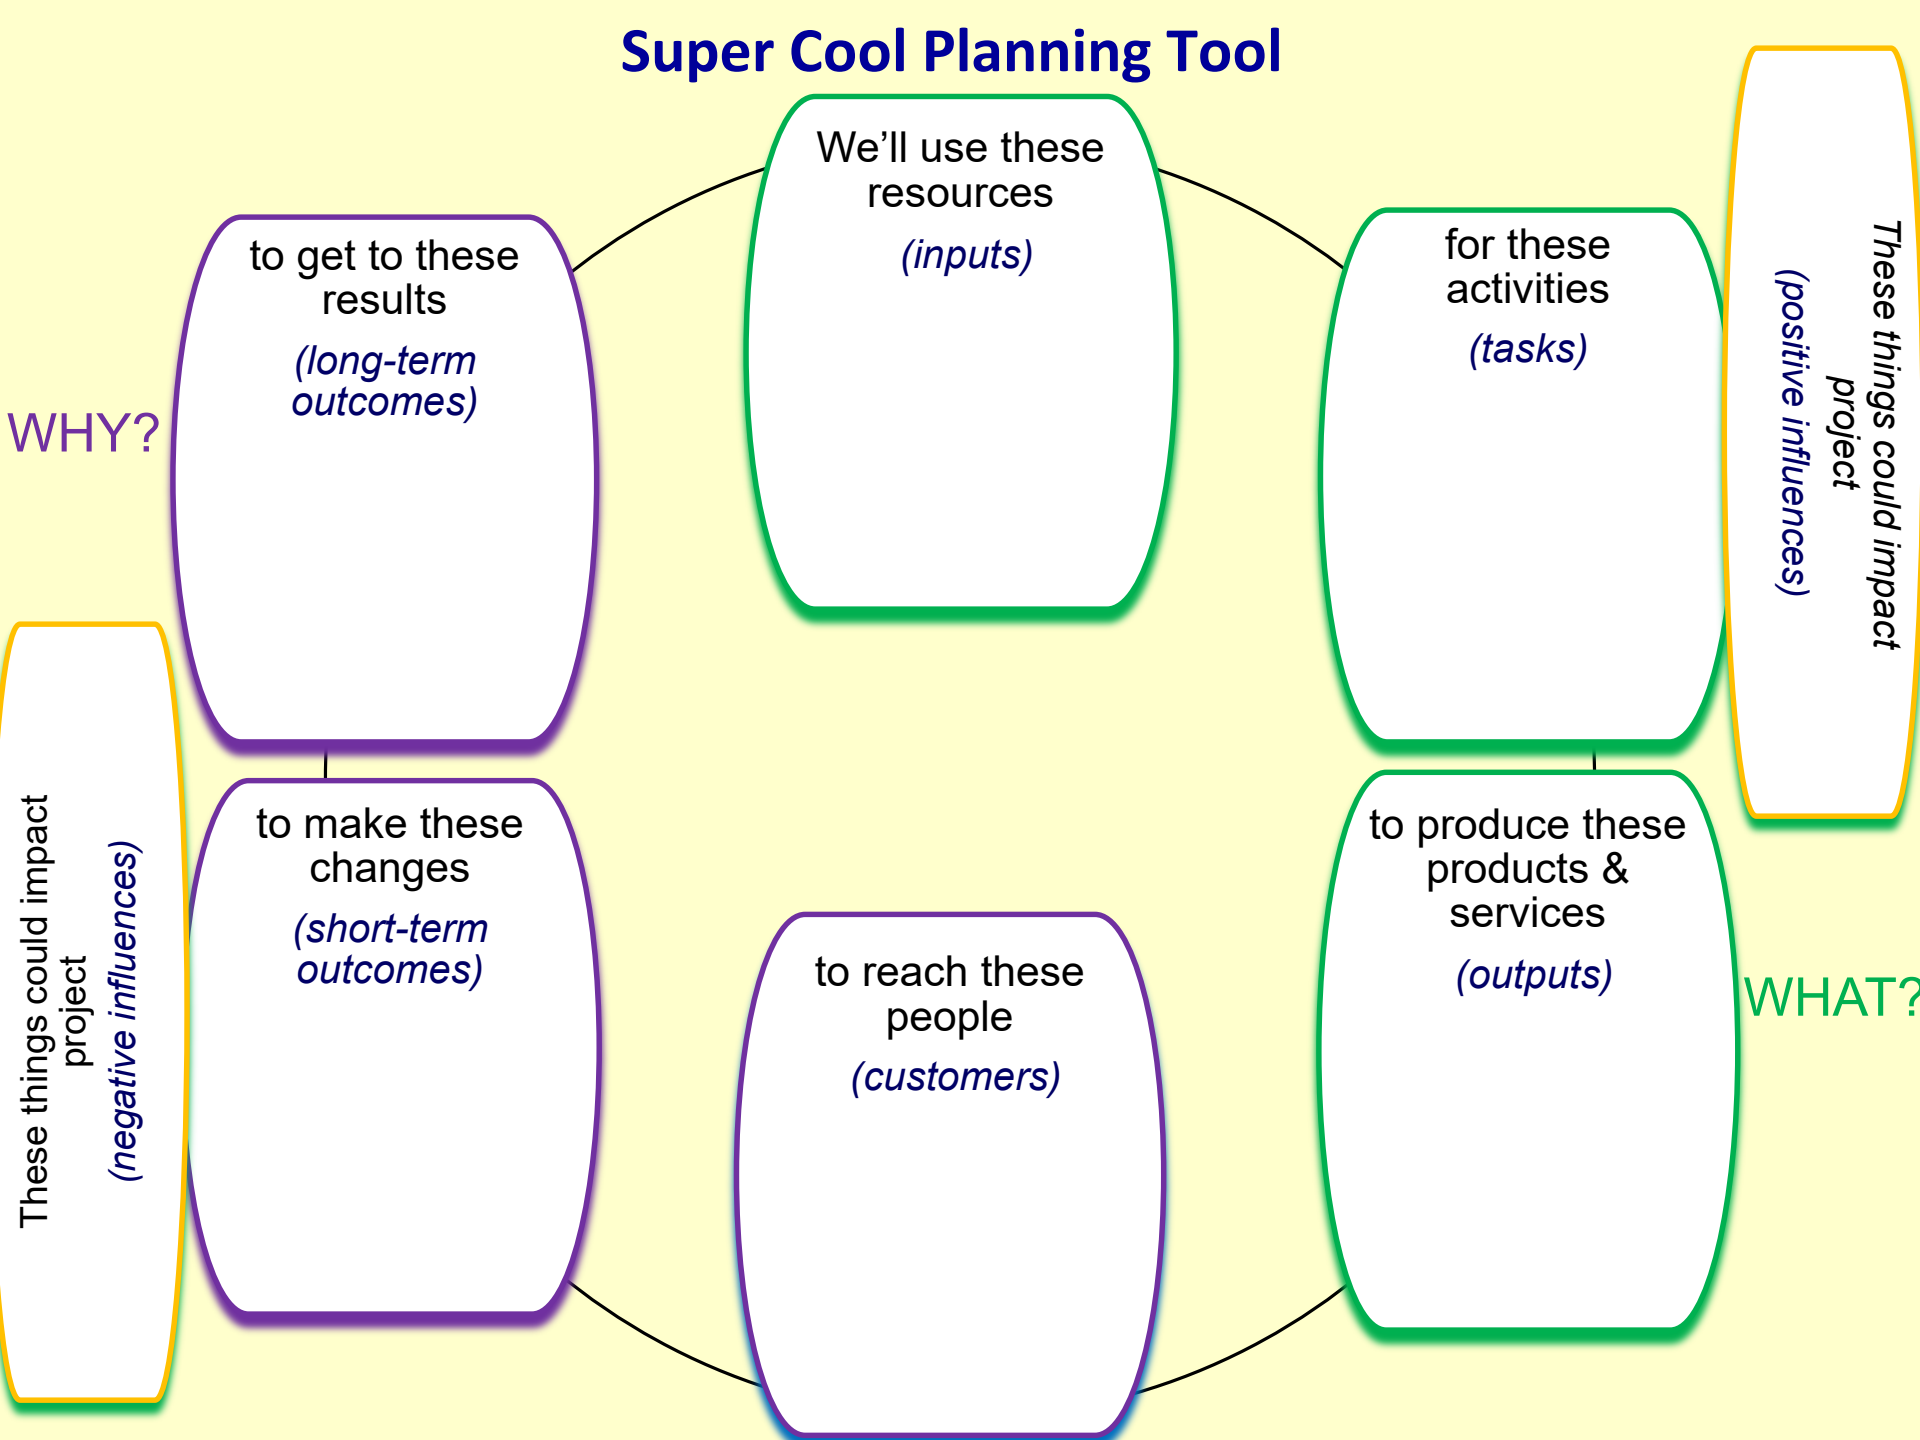 Super Cool Planning Tool
We’ll use these
resources
(inputs)
for these
activities
(tasks)
These things could impact
project
(positive influences)
to produce these
products &
services
(outputs)
WHAT?
to reach these
people
(customers)
to make these
changes
(short-term
outcomes)
These things could impact
project
(negative influences)
to get to these
results
(long-term
outcomes)
WHY?